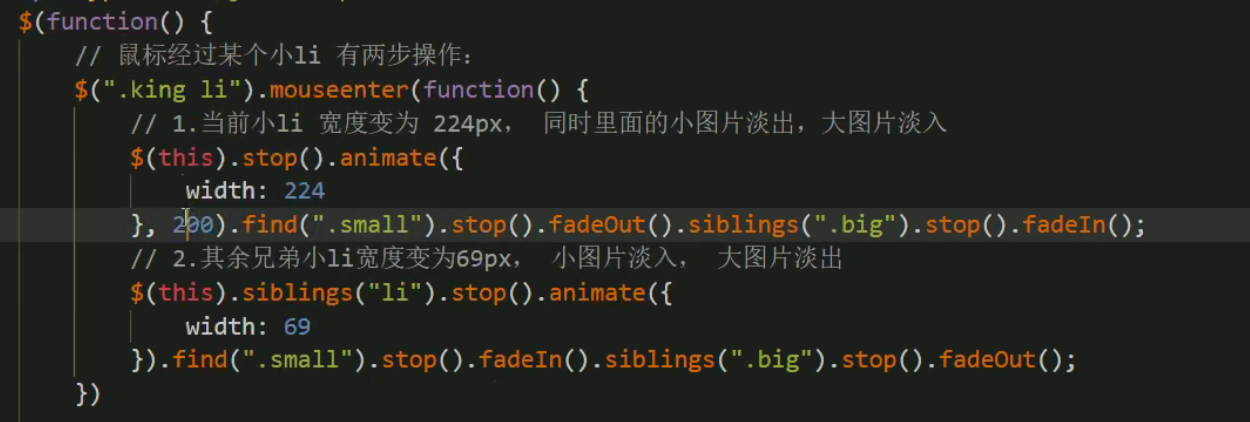 $(function() {
// 鼠标经过某个小li 有两步操作：
$(".king li").mouseenter(function() {
// 1.当前小li 宽度变为 224px， 同时里面的小图片淡出，大图片淡入
$(this).stop().animate({
width: 224
}, 200).find(".small").stop().fadeOut().siblings(".big").stop().fadeIn();
// 2.其余兄弟小li宽度变为69px， 小图片淡入， 大图片淡出
$(this).siblings("li").stop().animate({
width: 69
}).find(".small").stop().fadeIn().siblings(".big").stop().fadeOut();
})